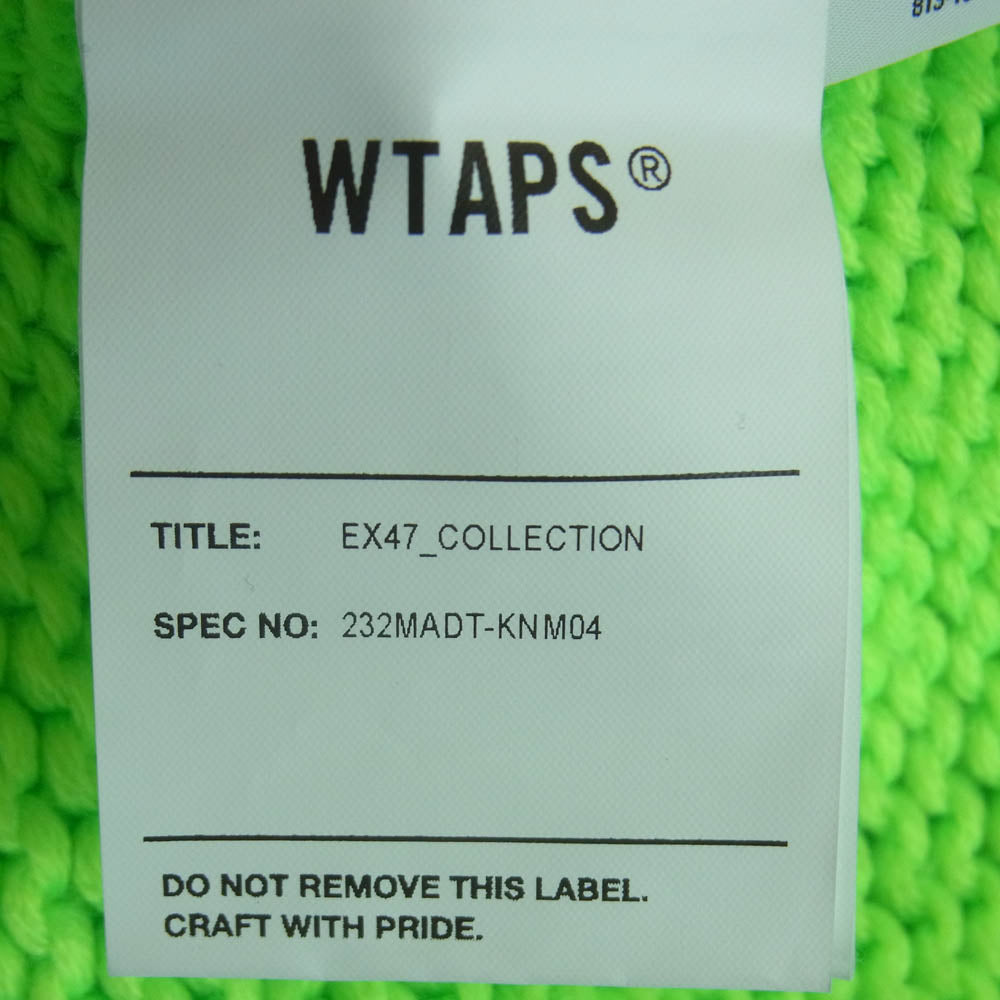 WTAPS®
TITLE: EX47_COLLECTION
SPEC NO: 232MADT-KNM04
DO NOT REMOVE THIS LABEL.
CRAFT WITH PRIDE.